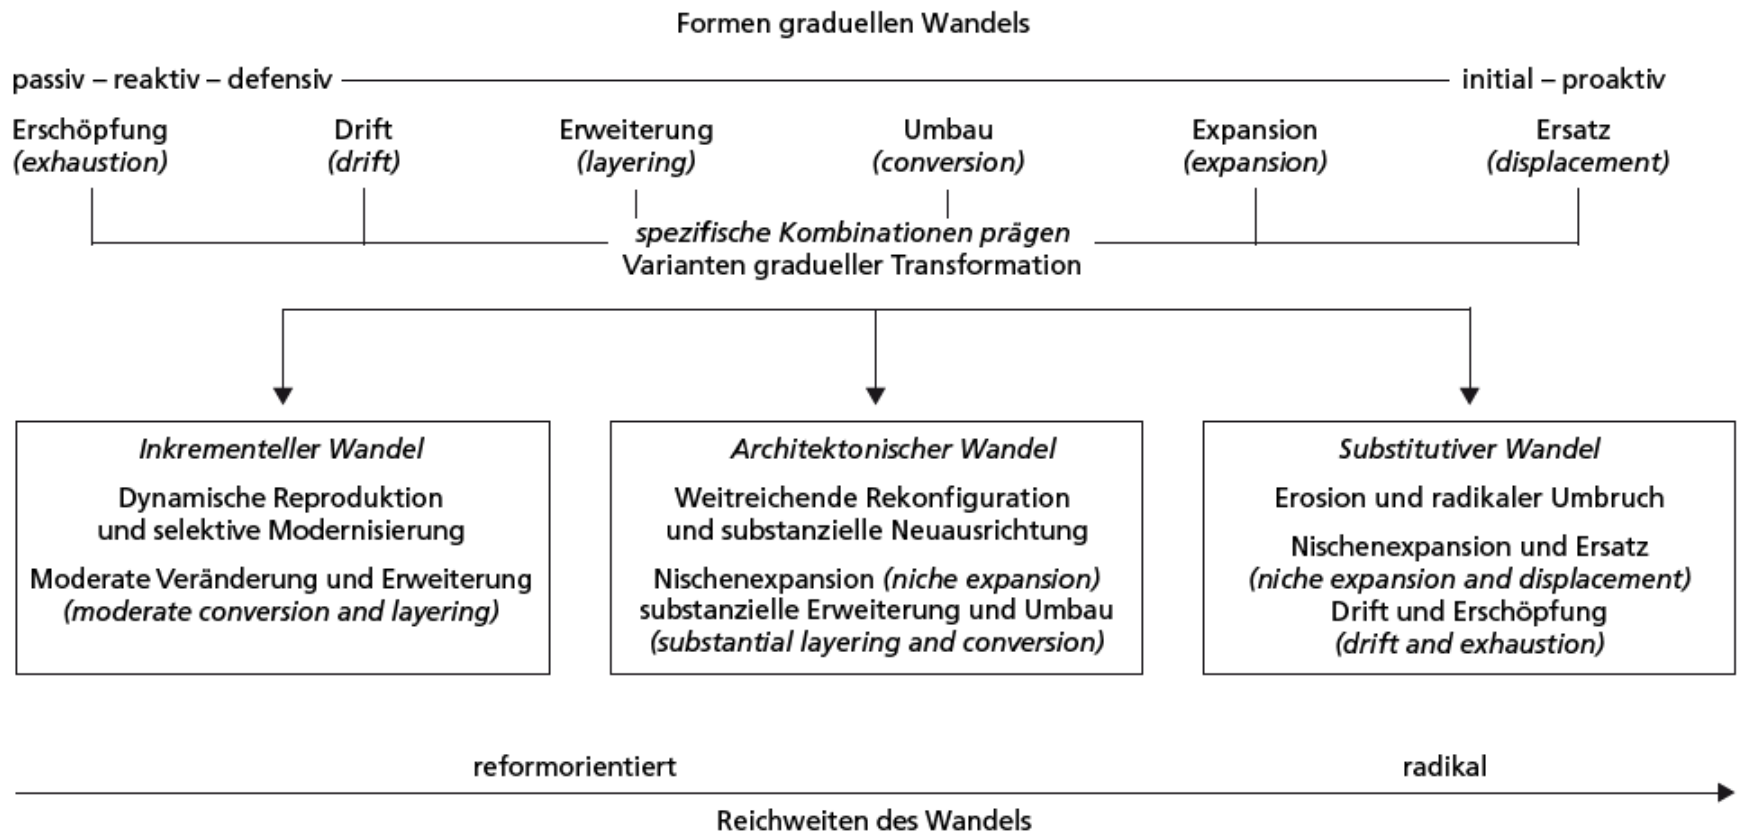 Formen graduellen Wandels
passiv – reaktiv – defensiv
initial – proaktiv
Erschöpfung
(exhaustion)
Drift
(drift)
Erweiterung
(layering)
Umbau
(conversion)
Expansion
(expansion)
Ersatz
(displacement)
spezifische Kombinationen prägen
Varianten gradueller Transformation
Inkrementeller Wandel
Dynamische Reproduktion
und selektive Modernisierung
Moderate Veränderung und Erweiterung
(moderate conversion and layering)
Architektonischer Wandel
Weitreichende Rekonfiguration
und substanzielle Neuausrichtung
Nischenexpansion (niche expansion)
substanzielle Erweiterung und Umbau
(substantial layering and conversion)
Substitutiver Wandel
Erosion und radikaler Umbruch
Nischenexpansion und Ersatz
(niche expansion and displacement)
Drift und Erschöpfung
(drift and exhaustion)
reformorientiert
radikal
Reichweiten des Wandels